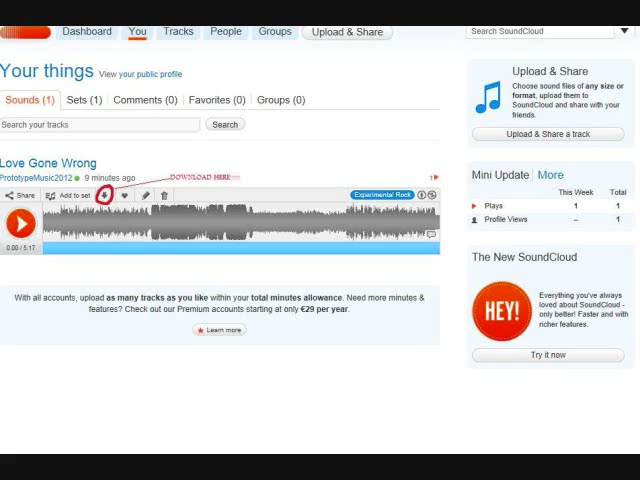 Dashboard You Tracks People Groups Upload & Share Search SoundCloud
Your things View your public profile
Sounds (1) Sets (1) Comments (0) Favorites (0) Groups (0)
Search your tracks Search
Love Gone Wrong
PrototypeMusic2012 9 minutes ago DOWNLOAD HERE!!!!! 1
Share Add to set Experimental Rock
0.00 / 5.17
With all accounts, upload as many tracks as you like within your total minutes allowance. Need more minutes &
features? Check out our Premium accounts starting at only €29 per year.
Learn more
Upload & Share
Choose sound files of any size or
format, upload them to
SoundCloud and share with your
friends.
Upload & Share a track
Mini Update More
This Week Total
Plays 1 1
Profile Views – 1
The New SoundCloud
HEY!
Everything you've always
loved about SoundCloud -
only better! Faster and with
richer features.
Try it now